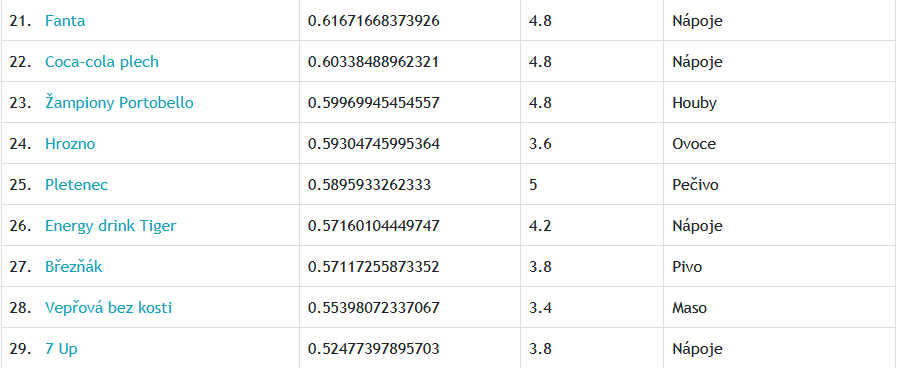 21. Fanta 0.61671668373926 4.8 Nápoje
22. Coca-cola plech 0.60338488962321 4.8 Nápoje
23. Žampiony Portobello 0.59969945454557 4.8 Houby
24. Hrozno 0.59304745995364 3.6 Ovoce
25. Pletenec 0.5895933262333 5 Pečivo
26. Energy drink Tiger 0.57160104449747 4.2 Nápoje
27. Březňák 0.57117255873352 3.8 Pivo
28. Vepřová bez kosti 0.55398072337067 3.4 Maso
29. 7 Up 0.52477397895703 3.8 Nápoje